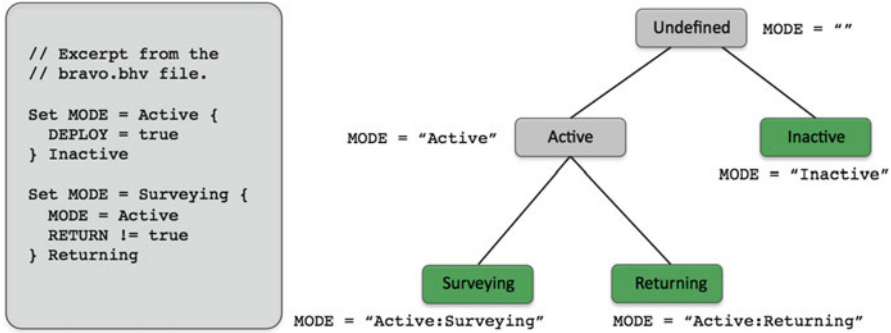 // Excerpt from the
// bravo.bhv file.
Set MODE = Active {
DEPLOY = true
} Inactive
Set MODE = Surveying {
MODE = Active
RETURN != true
} Returning
Undefined
MODE = “”
MODE = “Active”
Active
Inactive
MODE = “Inactive”
Surveying
Returning
MODE = “Active:Surveying”
MODE = “Active:Returning”